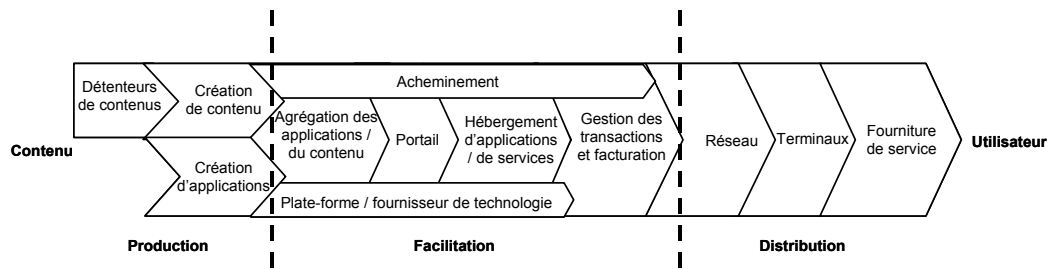 Acheminement
Détenteurs
de contenus
Création
de contenu
Agrégation des
applications /
du contenu
Portail
Hébergement
d'applications
/ de services
Gestion des
transactions
et facturation
Réseau
Terminaux
Fourniture
de service
Contenu
Utilisateur
Création
d'applications
Plate-forme / fournisseur de technologie
Production
Facilitation
Distribution